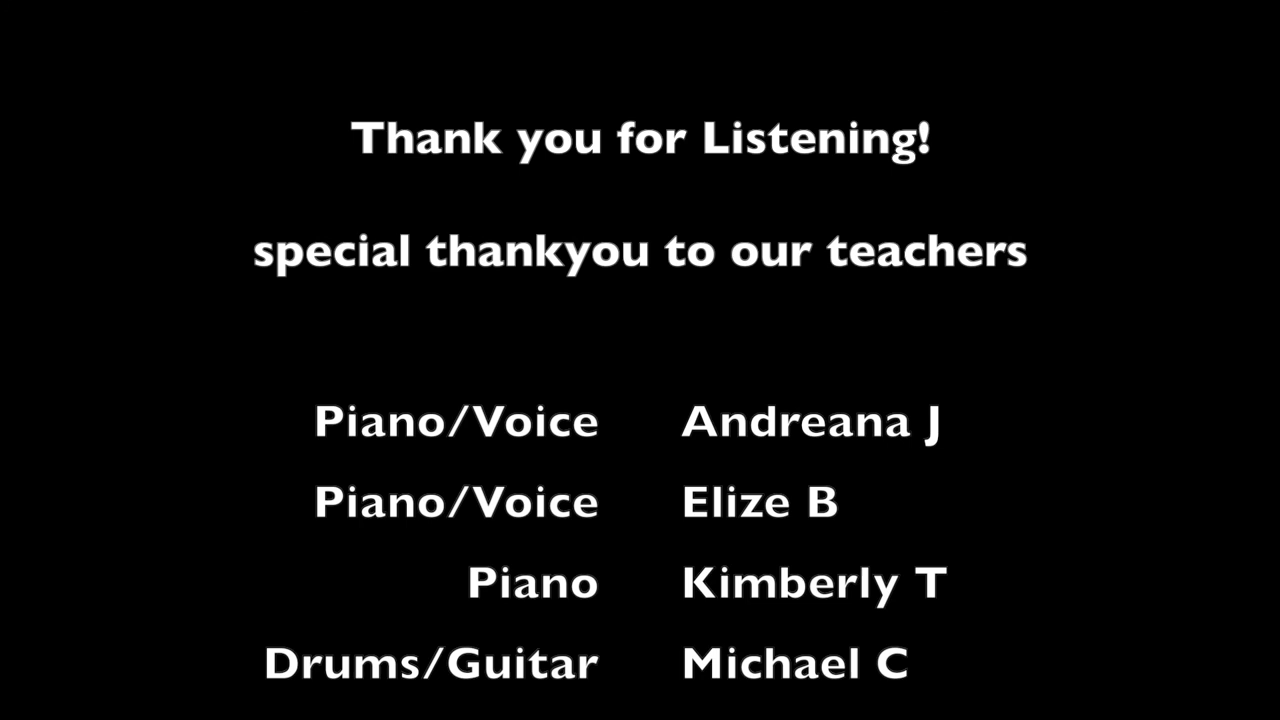 Thank you for Listening!
special thankyou to our teachers
Piano/Voice Andreana J
Piano/Voice Elize B
Piano Kimberly T
Drums/Guitar Michael C